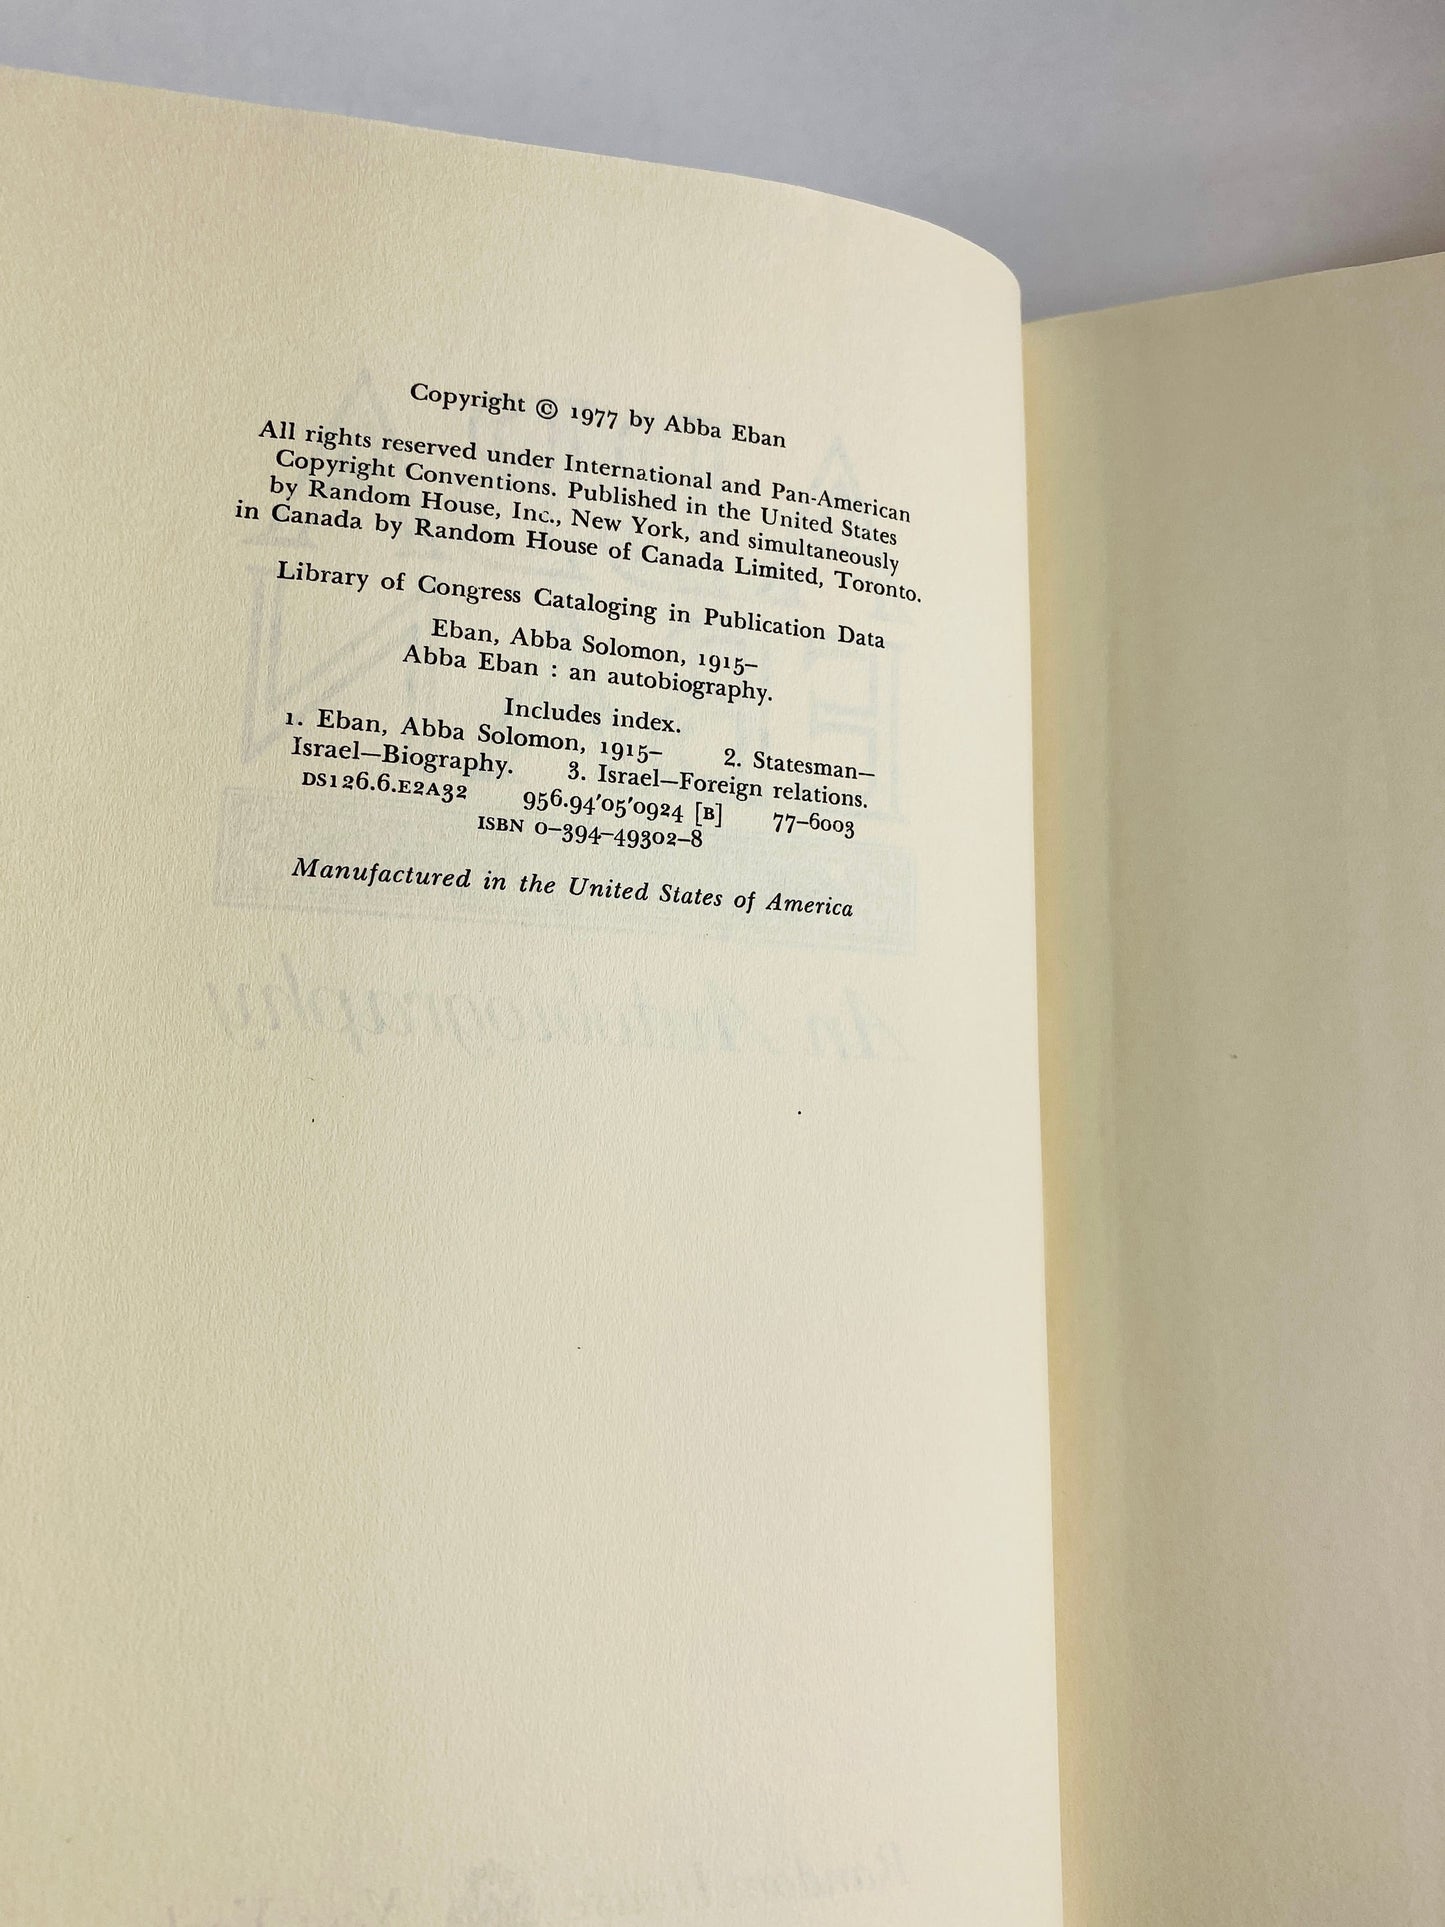 Copyright © 1977 by Abba Eban
All rights reserved under International and Pan-American
Copyright Conventions. Published in the United States
by Random House, Inc., New York, and simultaneously
in Canada by Random House of Canada Limited, Toronto.
Library of Congress Cataloging in Publication Data
Eban, Abba Solomon, 1915–
Abba Eban : an autobiography.
Includes index.
1. Eban, Abba Solomon, 1915– 2. Statesman—
Israel—Biography. 3. Israel—Foreign relations.
DS126.6.E2A32 956.94'05'0924 [B] 77–6003
ISBN 0–394–49302–8
Manufactured in the United States of America
An Autobiography